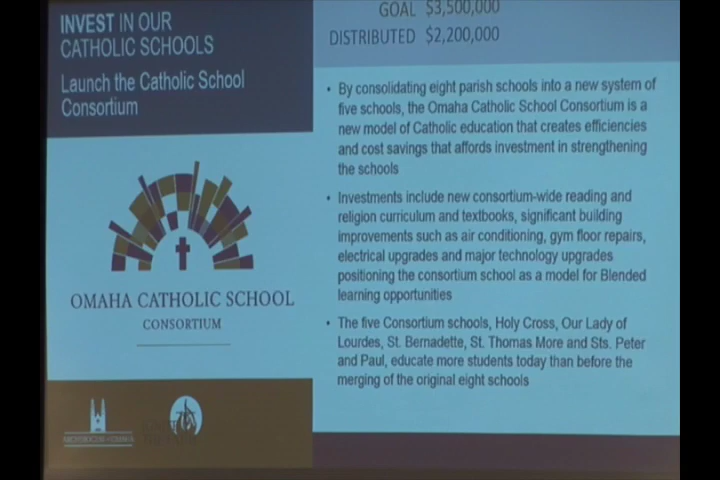 INVEST IN OUR
CATHOLIC SCHOOLS
Launch the Catholic School
Consortium
OMAHA CATHOLIC SCHOOL
CONSORTIUM
ARCHDIOCESE of OMAHA
GOAL $3,500,000
DISTRIBUTED $2,200,000
• By consolidating eight parish schools into a new system of
five schools, the Omaha Catholic School Consortium is a
new model of Catholic education that creates efficiencies
and cost savings that affords investment in strengthening
the schools
• Investments include new consortium-wide reading and
religion curriculum and textbooks, significant building
improvements such as air conditioning, gym floor repairs,
electrical upgrades and major technology upgrades
positioning the consortium school as a model for Blended
learning opportunities
• The five Consortium schools, Holy Cross, Our Lady of
Lourdes, St. Bernadette, St. Thomas More and Sts. Peter
and Paul, educate more students today than before the
merging of the original eight schools